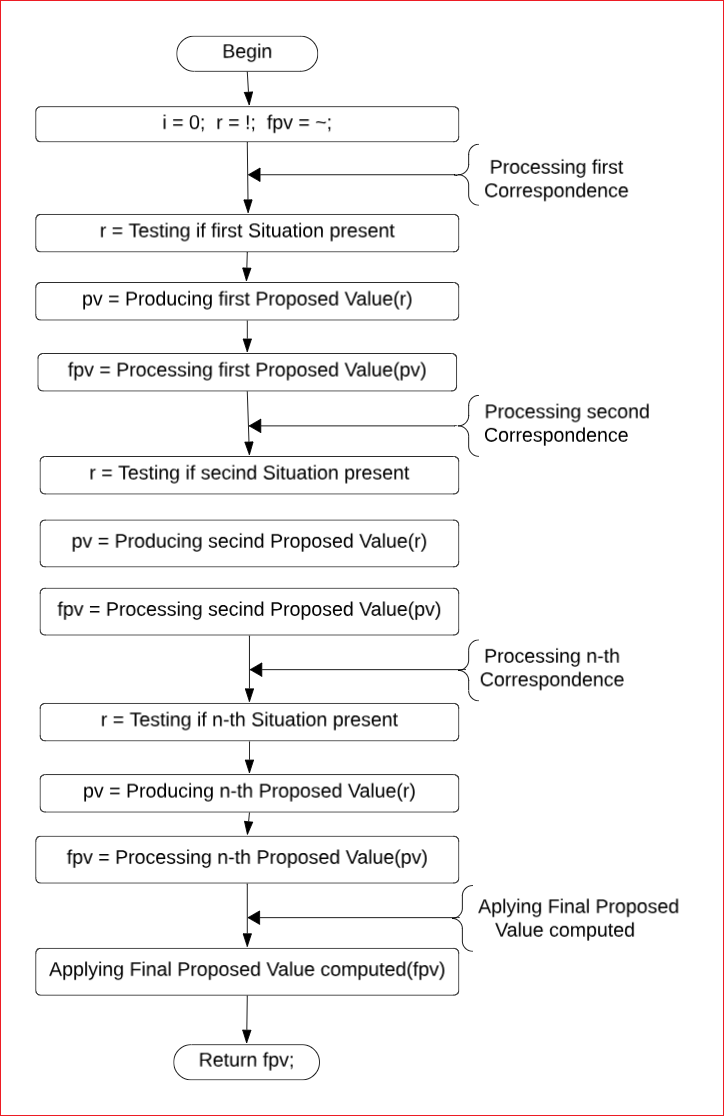 Begin
i = 0;  r = !;  fpv = ~;
Processing first
Correspondence
r = Testing if first Situation present
pv = Producing first Proposed Value(r)
fpv = Processing first Proposed Value(pv)
Processing second
Correspondence
r = Testing if secind Situation present
pv = Producing secind Proposed Value(r)
fpv = Processing secind Proposed Value(pv)
Processing n-th
Correspondence
r = Testing if n-th Situation present
pv = Producing n-th Proposed Value(r)
fpv = Processing n-th Proposed Value(pv)
Aplying Final Proposed
Value computed
Applying Final Proposed Value computed(fpv)
Return fpv;